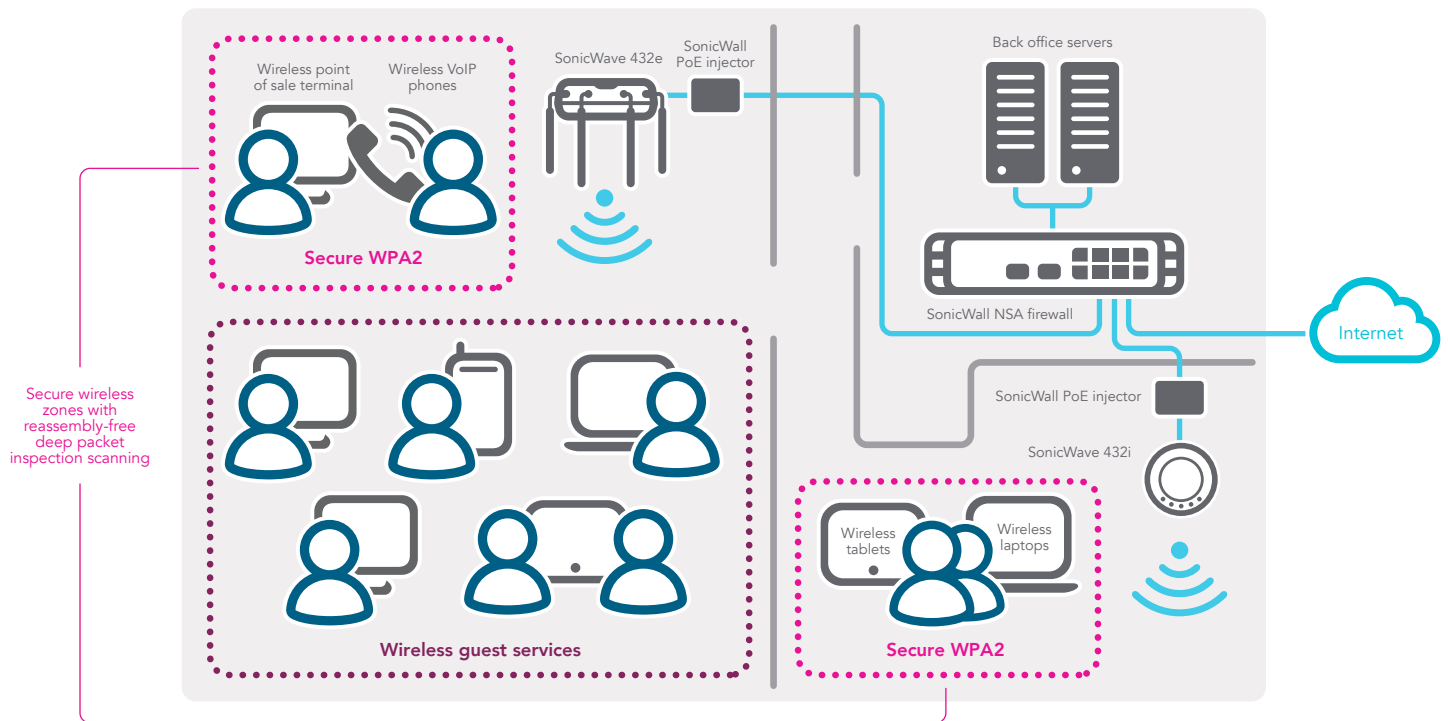 Wireless point
of sale terminal
Wireless VoIP
phones
Secure WPA2
SonicWave 432e
SonicWall
PoE injector
Back office servers
SonicWall NSA firewall
Internet
Secure wireless
zones with
reassembly-free
deep packet
inspection scanning
Wireless guest services
SonicWall PoE injector
SonicWave 432i
Wireless
tablets
Wireless
laptops
Secure WPA2